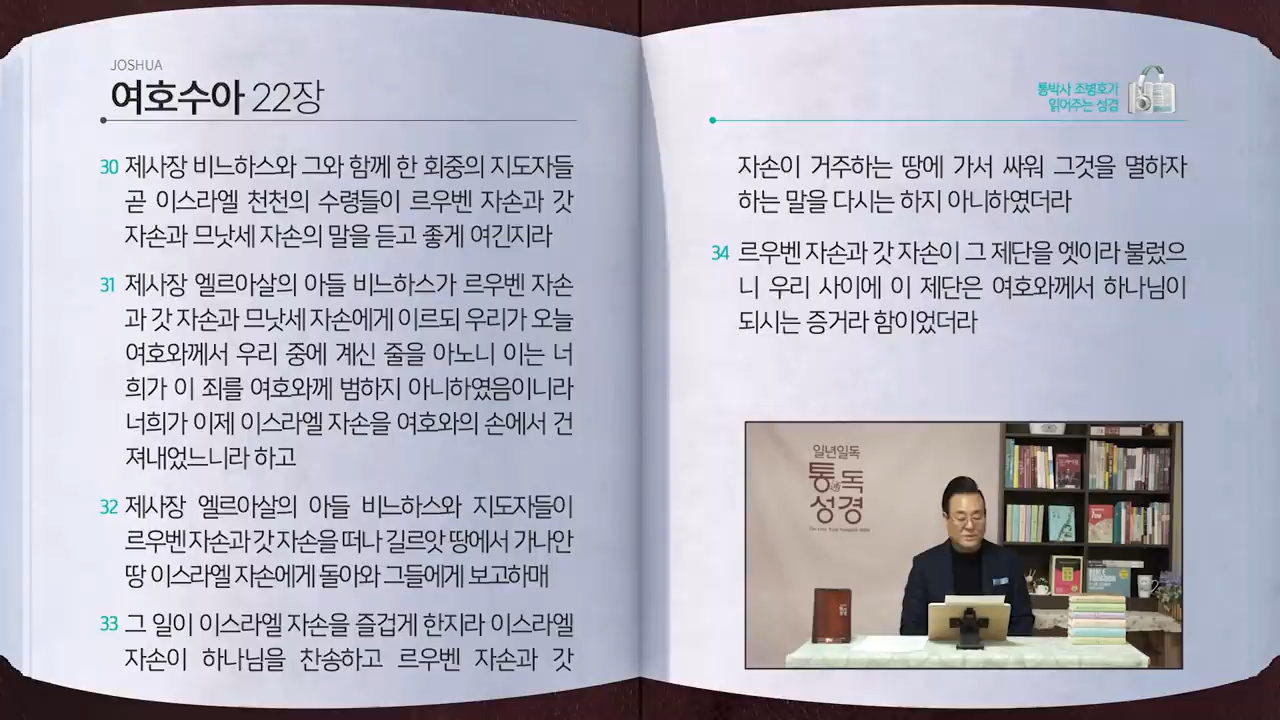 JOSHUA
여호수아 22장
30 제사장 비느하스와 그와 함께 한 회중의 지도자들
곧 이스라엘 천천의 수령들이 르우벤 자손과 갓
자손과 므낫세 자손의 말을 듣고 좋게 여긴지라
31 제사장 엘르아살의 아들 비느하스가 르우벤 자손
과 갓 자손과 므낫세 자손에게 이르되 우리가 오늘
여호와께서 우리 중에 계신 줄을 아노니 이는 너
희가 이 죄를 여호와께 범하지 아니하였음이니라
너희가 이제 이스라엘 자손을 여호와의 손에서 건
져내었느니라 하고
32 제사장 엘르아살의 아들 비느하스와 지도자들이
르우벤 자손과 갓 자손을 떠나 길르앗 땅에서 가나안
땅 이스라엘 자손에게 돌아와 그들에게 보고하매
33 그 일이 이스라엘 자손을 즐겁게 한지라 이스라엘
자손이 하나님을 찬송하고 르우벤 자손과 갓
통박사 조병호가
읽어주는 성경
자손이 거주하는 땅에 가서 싸워 그것을 멸하자
하는 말을 다시는 하지 아니하였더라
34 르우벤 자손과 갓 자손이 그 제단을 엣이라 불렀으
니 우리 사이에 이 제단은 여호와께서 하나님이
되시는 증거라 함이었더라
일년일독
통독
성경